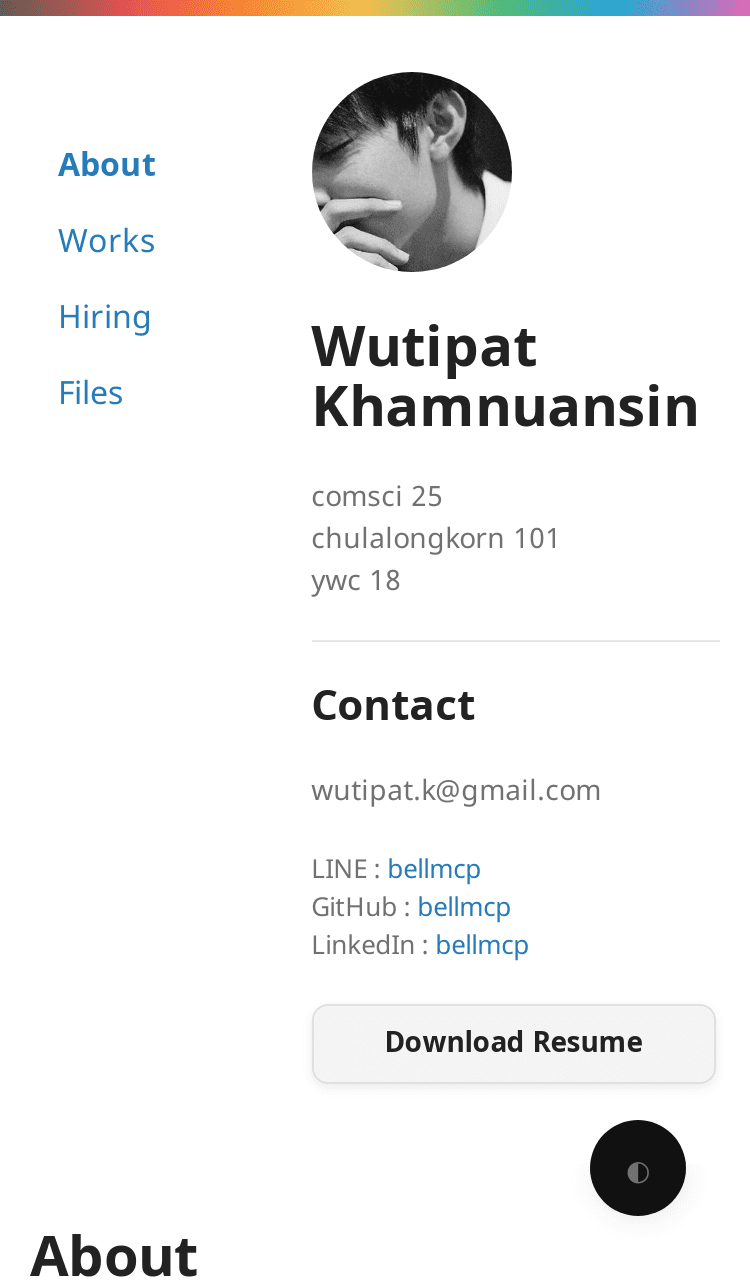 About
Works
Hiring
Files
Wutipat
Khamnuansin
comsci 25
chulalongkorn 101
ywc 18
Contact
wutipat.k@gmail.com
LINE : bellmcp
GitHub : bellmcp
LinkedIn : bellmcp
Download Resume
About